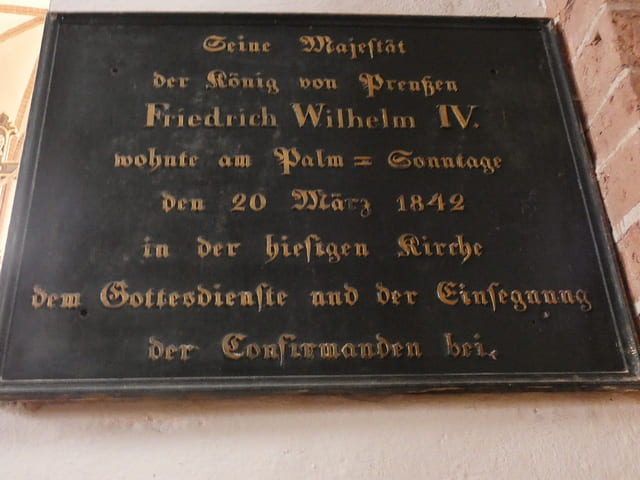 Seine Majestät
der König von Preußen
Friedrich Wilhelm IV.
wohnte am Palm=Sonntage
den 20 März 1842
in der hiesigen Kirche
dem Gottesdienste und der Einsegnung
der Confirmanden bei.